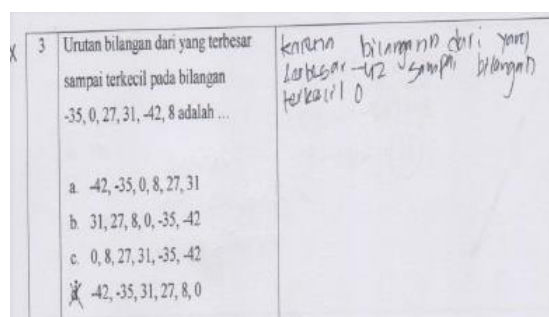 X 3 Urutan bilangan dari yang terbesar
sampai terkecil pada bilangan
-35, 0, 27, 31, -42, 8 adalah ...
a. -42, -35, 0, 8, 27, 31
b. 31, 27, 8, 0, -35, -42
c. 0, 8, 27, 31, -35, -42
d. -42, -35, 31, 27, 8, 0
karena bilangan dari yang
terbesar -42 sampai bilangan
terkecil 0